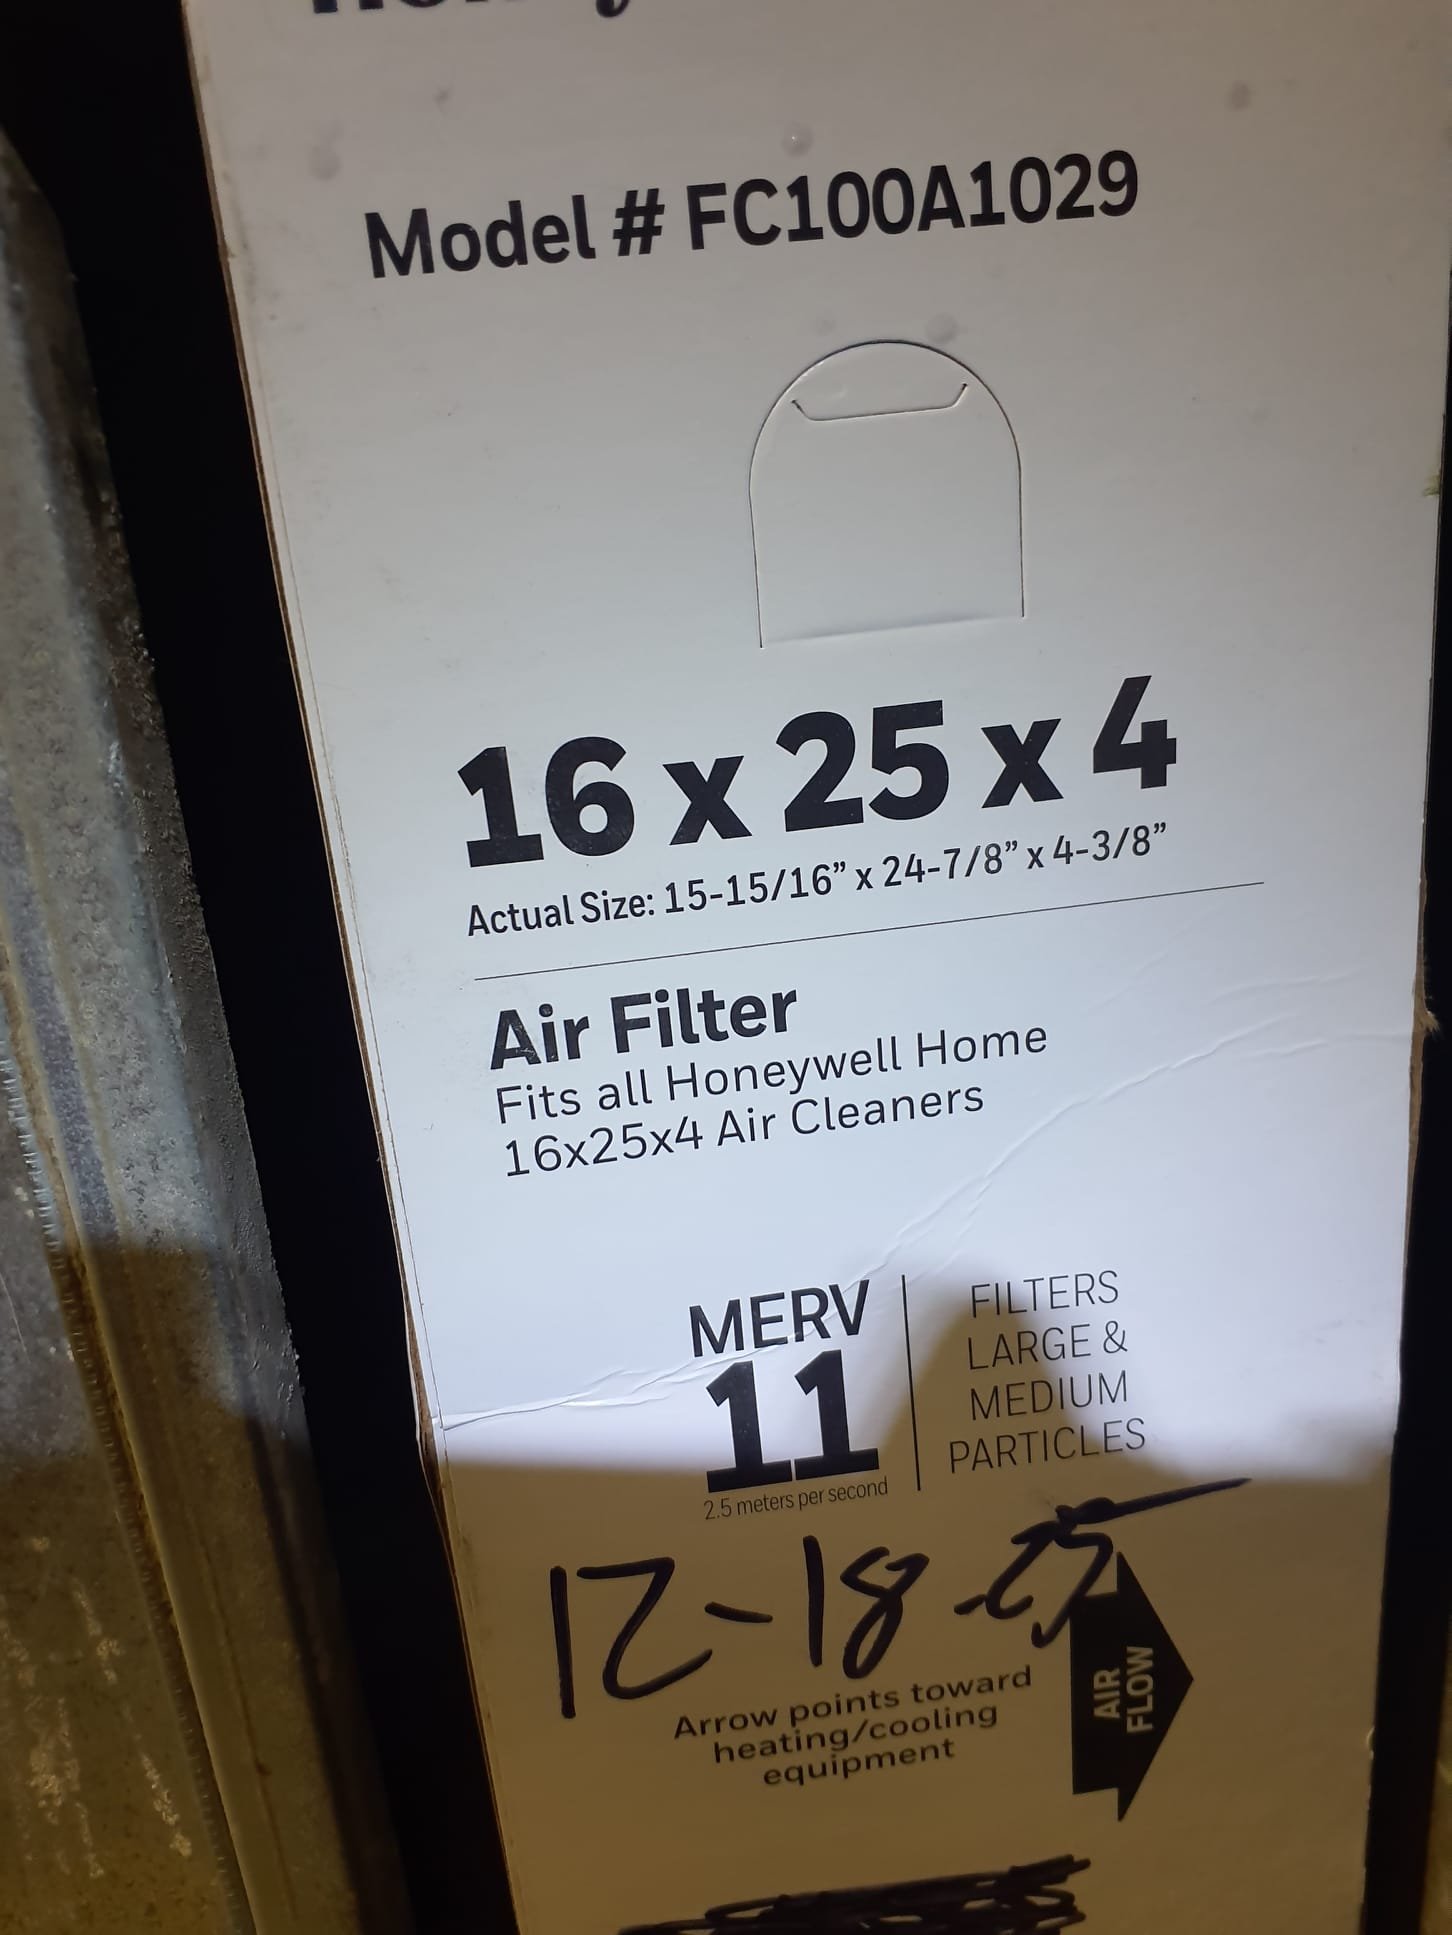 Model # FC100A1029
16 x 25 x 4
Actual Size: 15-15/16” x 24-7/8” x 4-3/8”
Air Filter
Fits all Honeywell Home
16x25x4 Air Cleaners
MERV
11
2.5 meters per second
FILTERS
LARGE &
MEDIUM
PARTICLES
12-18-25
Arrow points toward
heating/cooling
equipment
AIR
FLOW